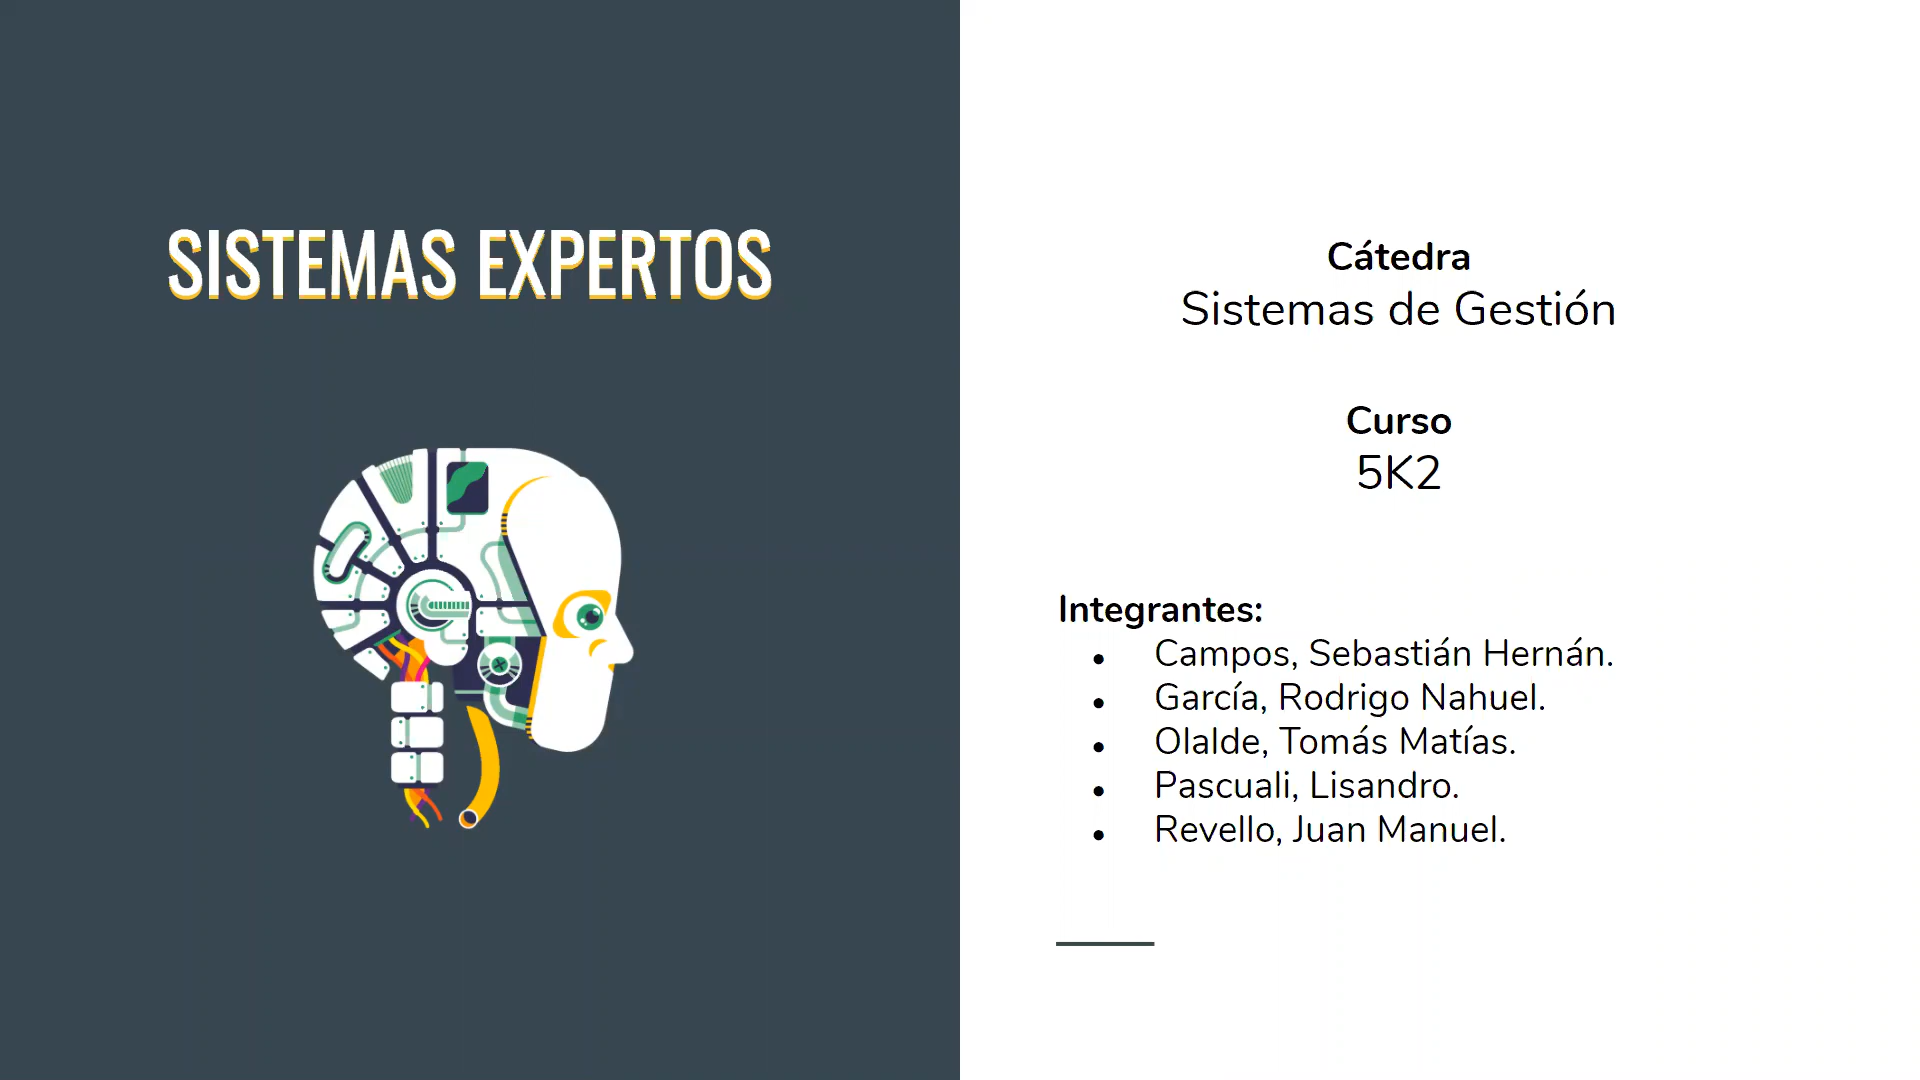 SISTEMAS EXPERTOS
Cátedra
Sistemas de Gestión
Curso
5K2
Integrantes:
● Campos, Sebastián Hernán.
● García, Rodrigo Nahuel.
● Olalde, Tomás Matías.
● Pascuali, Lisandro.
● Revello, Juan Manuel.